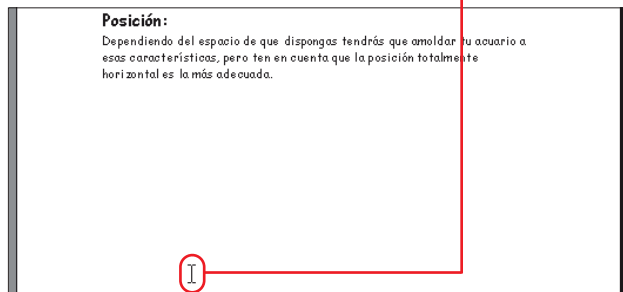 Posición:
Dependiendo del espacio de que dispongas tendrás que amoldar tu acuario a
esas características, pero ten en cuenta que la posición totalmente
horizontal es la más adecuada.